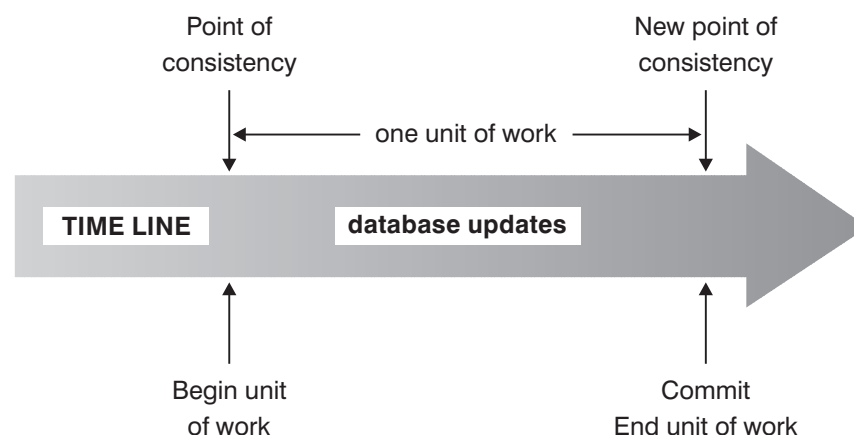 Point of
consistency
New point of
consistency
one unit of work
TIME LINE
database updates
Begin unit
of work
Commit
End unit of work